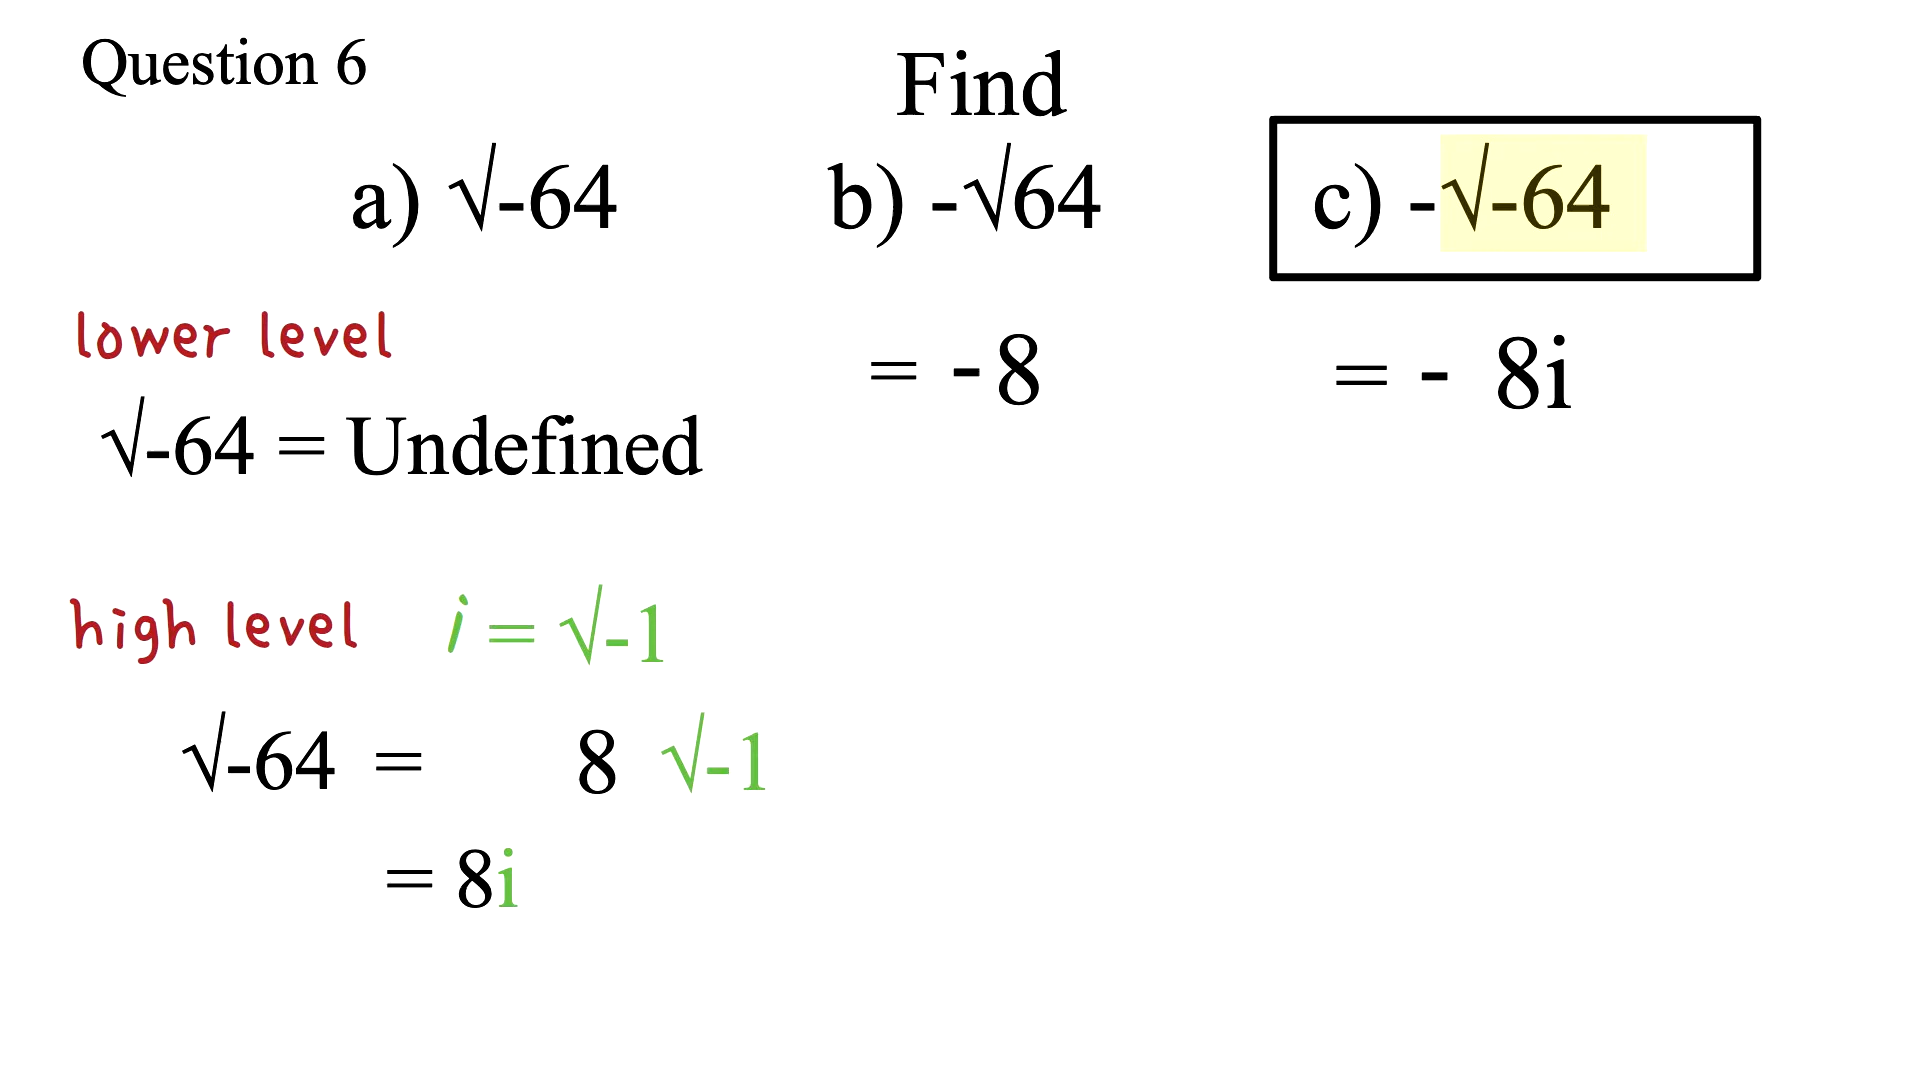 Question 6
Find
a) √-64
b) -√64
c) -√-64
lower level
√-64 = Undefined
= -8
= - 8i
high level
i = √-1
√-64 = 8 √-1
= 8i